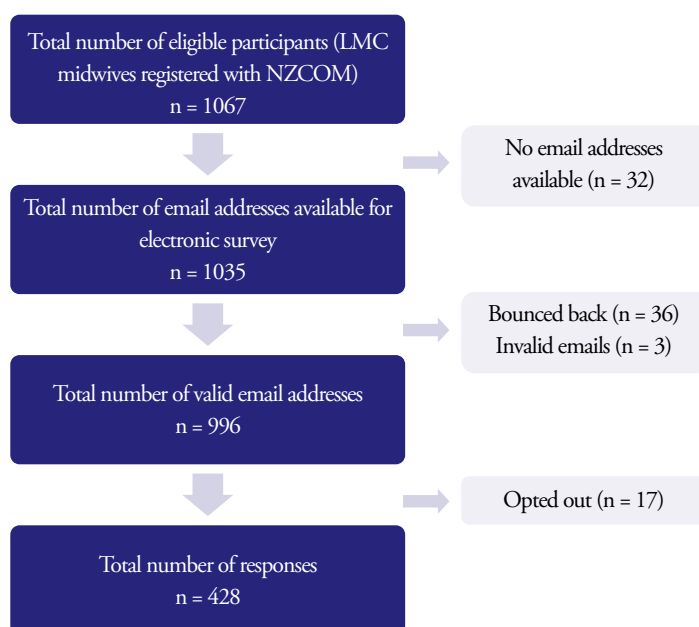 Total number of eligible participants (LMC
midwives registered with NZCOM)
n = 1067
No email addresses
available (n = 32)
Total number of email addresses available for
electronic survey
n = 1035
Bounced back (n = 36)
Invalid emails (n = 3)
Total number of valid email addresses
n = 996
Opted out (n = 17)
Total number of responses
n = 428